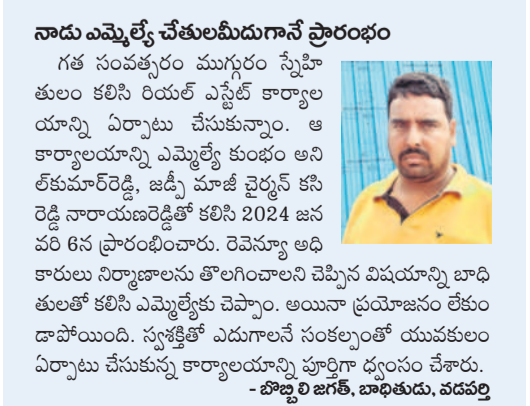 నాడు ఎమ్మెల్యే చేతులమీదుగానే ప్రారంభం
గత సంవత్సరం ముగ్గురం స్నేహి
తులం కలిసి రియల్ ఎస్టేట్ కార్యాల
యాన్ని ఏర్పాటు చేసుకున్నాం. ఆ
కార్యాలయాన్ని ఎమ్మెల్యే కుంభం అని
ల్‌కుమార్‌రెడ్డి, జడ్పీ మాజీ చైర్మన్ కసి
రెడ్డి నారాయణరెడ్డితో కలిసి 2024 జన
వరి 6న ప్రారంభించారు. రెవెన్యూ అధి
కారులు నిర్మాణాలను తొలగించాలని చెప్పిన విషయాన్ని బాధి
తులతో కలిసి ఎమ్మెల్యేకు చెప్పాం. అయినా ప్రయోజనం లేకుం
డాపోయింది. స్వశక్తితో ఎదుగాలనే సంకల్పంతో యువకులం
ఏర్పాటు చేసుకున్న కార్యాలయాన్ని పూర్తిగా ధ్వంసం చేశారు.
- బొబ్బిలి జగత్, బాధితుడు, వడపర్తి